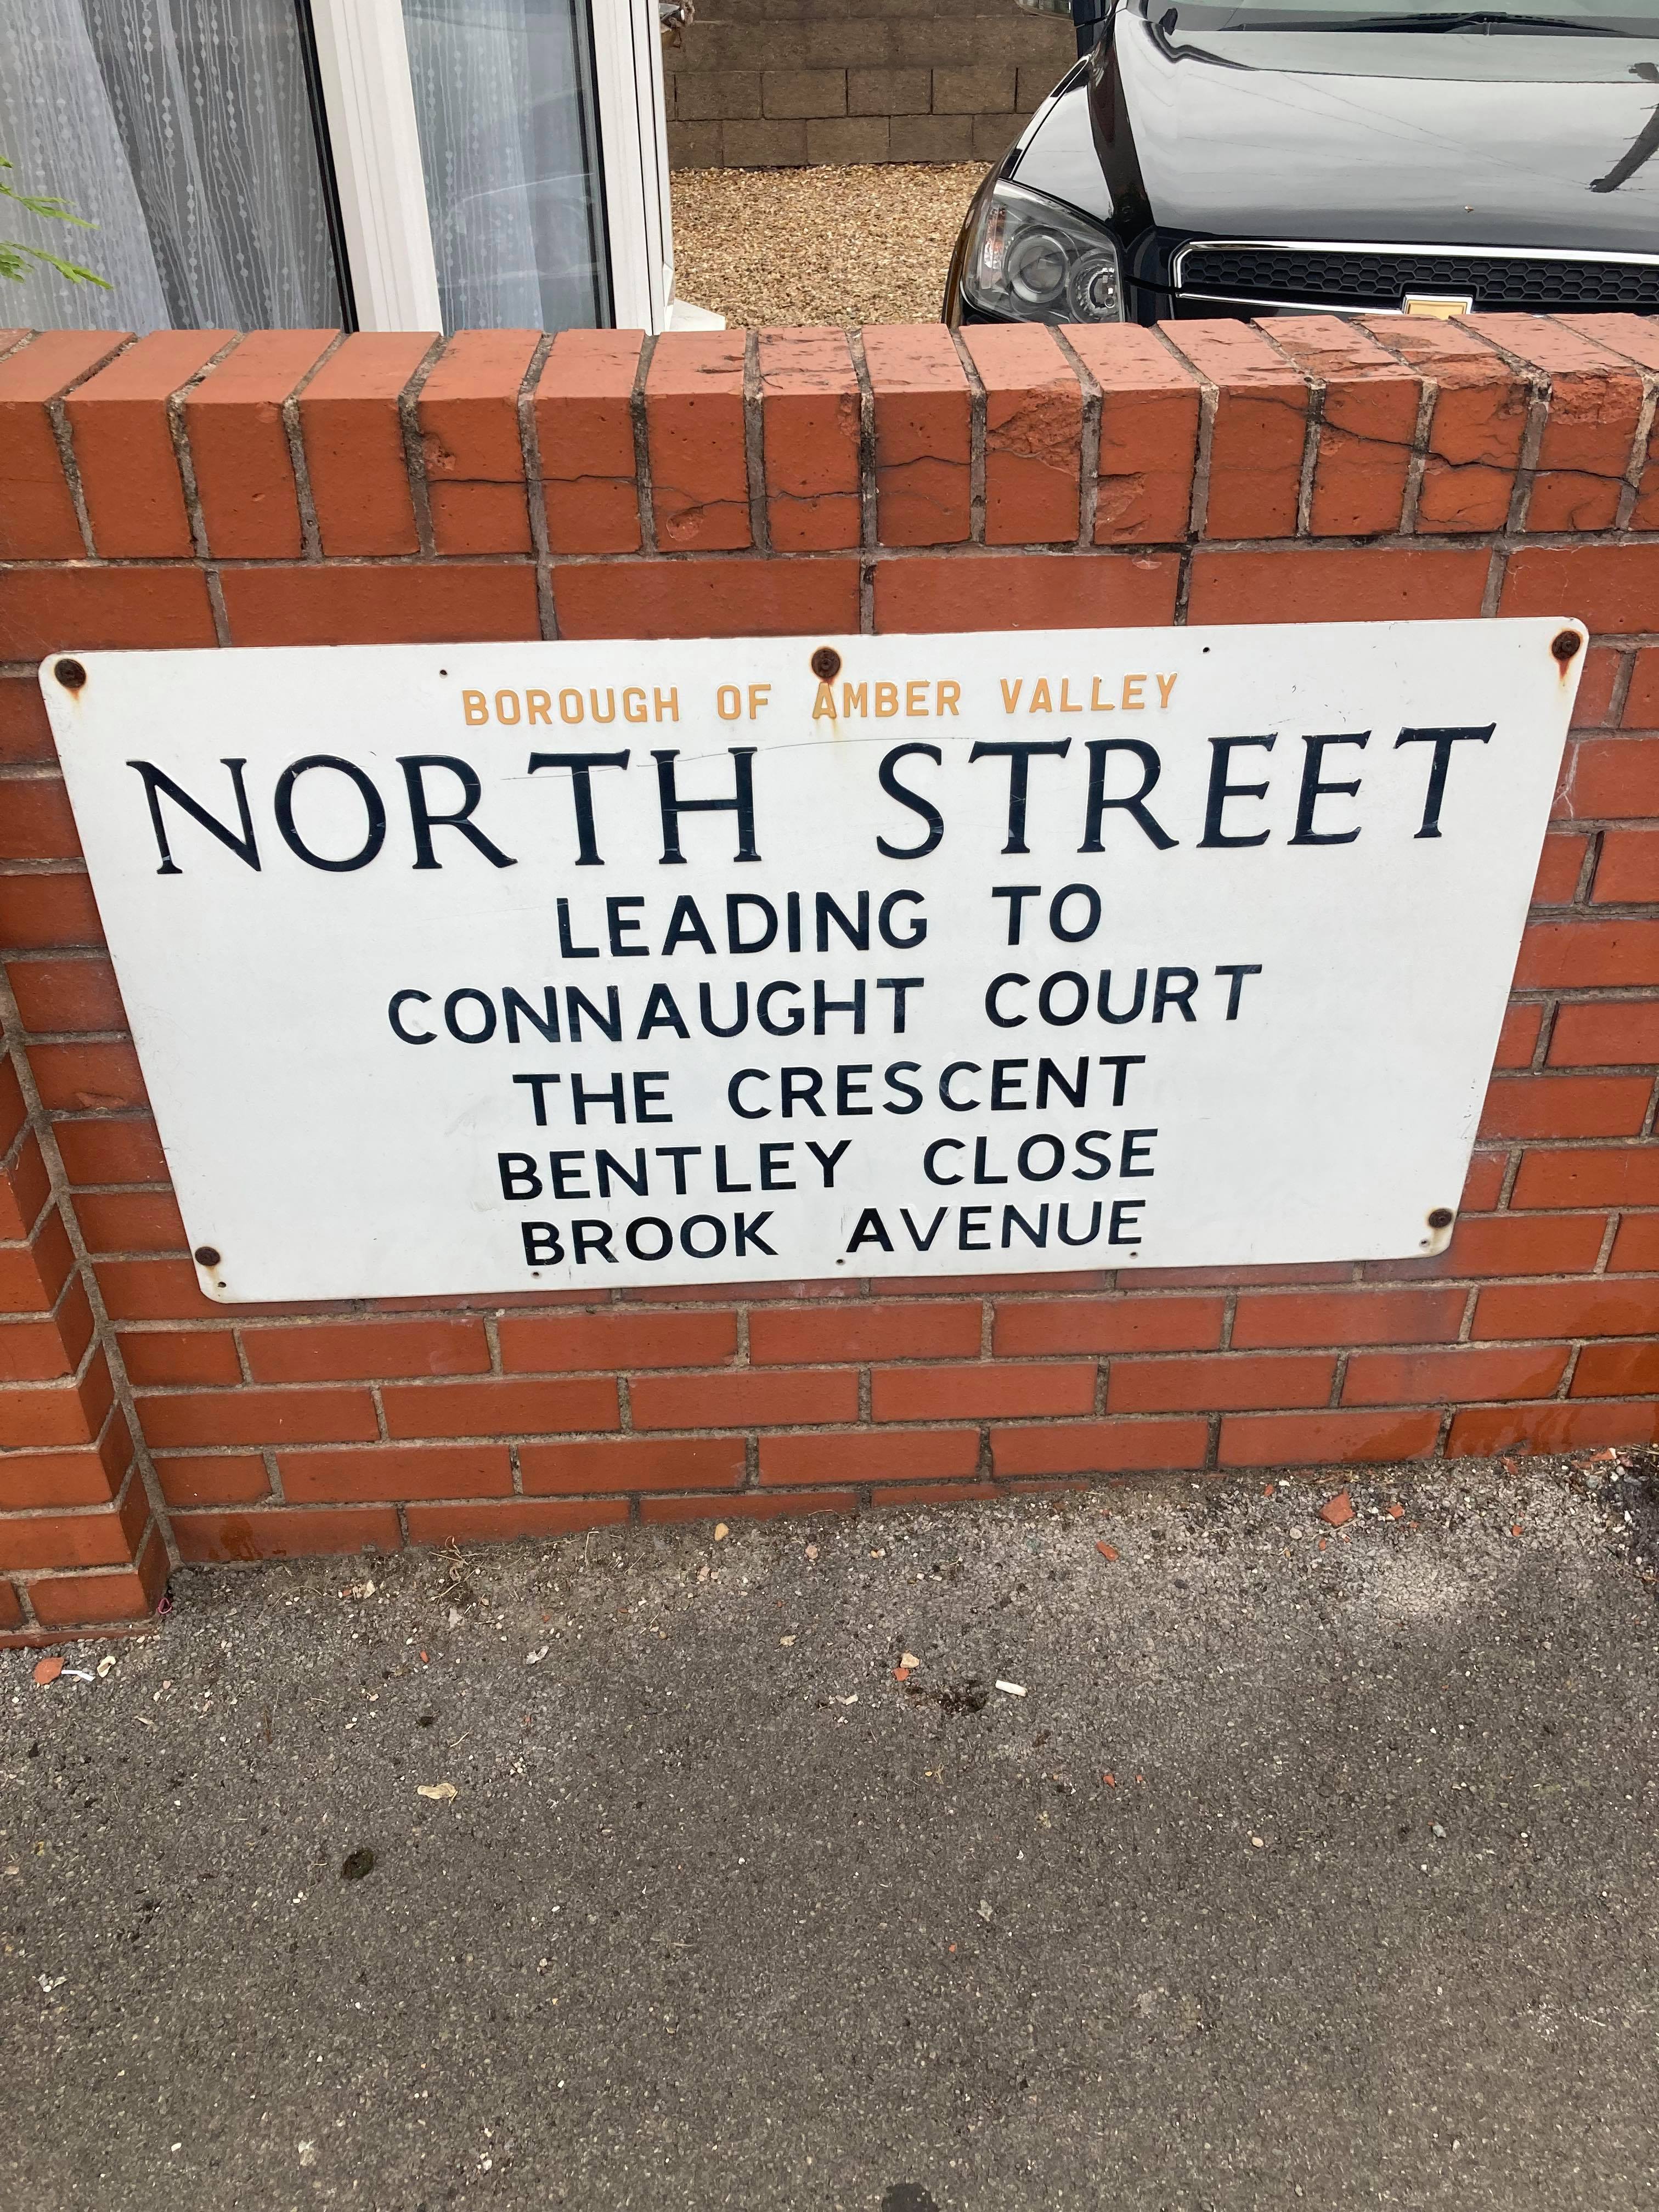 BOROUGH OF AMBER VALLEY
NORTH STREET
LEADING TO
CONNAUGHT COURT
THE CRESCENT
BENTLEY CLOSE
BROOK AVENUE